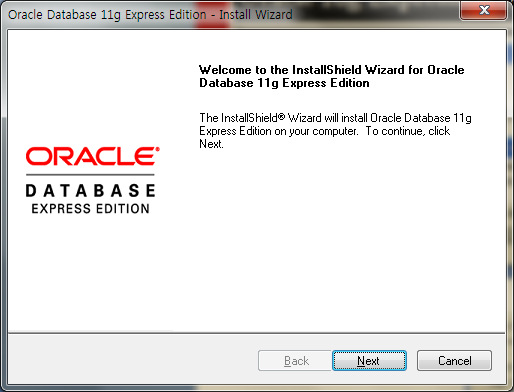 Oracle Database 11g Express Edition - Install Wizard
Welcome to the InstallShield Wizard for Oracle
Database 11g Express Edition
The InstallShield® Wizard will install Oracle Database 11g
Express Edition on your computer. To continue, click
Next.
ORACLE®
DATABASE
EXPRESS EDITION
Back
Next
Cancel